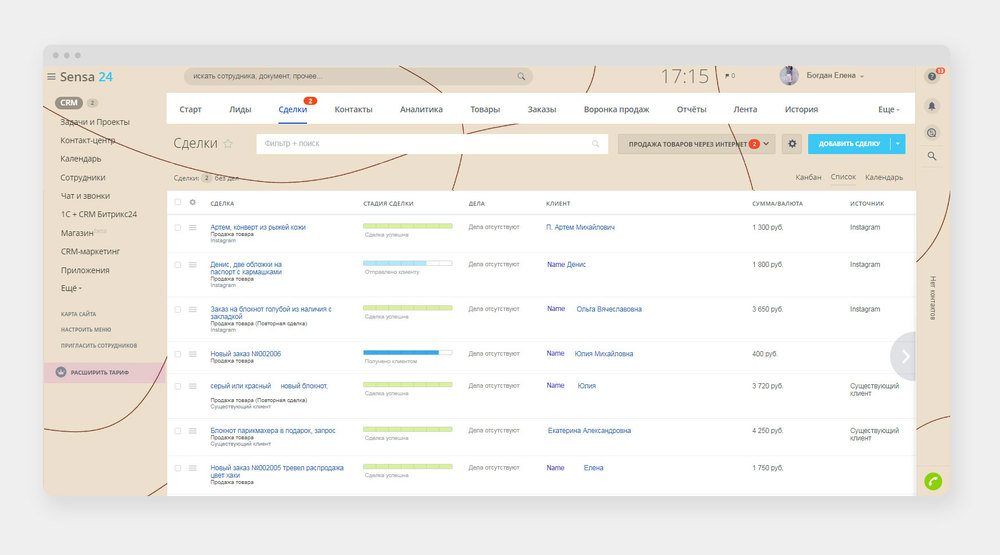 Sensa 24
искать сотрудника, документ, прочее...
17:15
0
Богдан Елена
13
CRM 2
Задачи и Проекты
Контакт-центр
Календарь
Сотрудники
Чат и звонки
1С + CRM Битрикс24
Магазин beta
CRM-маркетинг
Приложения
Ещё
КАРТА САЙТА
НАСТРОИТЬ МЕНЮ
ПРИГЛАСИТЬ СОТРУДНИКОВ
РАСШИРИТЬ ТАРИФ
Старт Лиды Сделки 2 Контакты Аналитика Товары Заказы Воронка продаж Отчёты Лента История Еще
Сделки
Фильтр + поиск
ПРОДАЖА ТОВАРОВ ЧЕРЕЗ ИНТЕРНЕТ 2
ДОБАВИТЬ СДЕЛКУ
Сделки: 2 без дел
Канбан Список Календарь
СДЕЛКА СТАДИЯ СДЕЛКИ ДЕЛА КЛИЕНТ СУММА/ВАЛЮТА ИСТОЧНИК
Артем, конверт из рыжей кожи
Продажа товара
Instagram
Сделка успешна
Дела отсутствуют
П. Артем Михайлович
1 300 руб.
Instagram
Денис, две обложки на
паспорт с кармашками
Продажа товара
Instagram
Отправлено клиенту
Дела отсутствуют
Name Денис
1 800 руб.
Instagram
Заказ на блокнот голубой из наличия с
закладкой
Продажа товара (Повторная сделка)
Instagram
Сделка успешна
Дела отсутствуют
Name Ольга Вячеславовна
3 650 руб.
Instagram
Новый заказ №002006
Продажа товара
Получено клиентом
Дела отсутствуют
Name Юлия Михайловна
400 руб.
серый или красный новый блокнот,
Продажа товара (Повторная сделка)
Существующий клиент
Сделка успешна
Дела отсутствуют
Name Юлия
3 720 руб.
Существующий
клиент
Блокнот парикмахера в подарок, запрос
Продажа товара
Существующий клиент
Сделка успешна
Дела отсутствуют
Екатерина Александровна
4 250 руб.
Существующий
клиент
Новый заказ №002005 тревел распродажа
цвет хахи
Продажа товара
Сделка успешна
Дела отсутствуют
Name Елена
1 750 руб.
Нет контактов